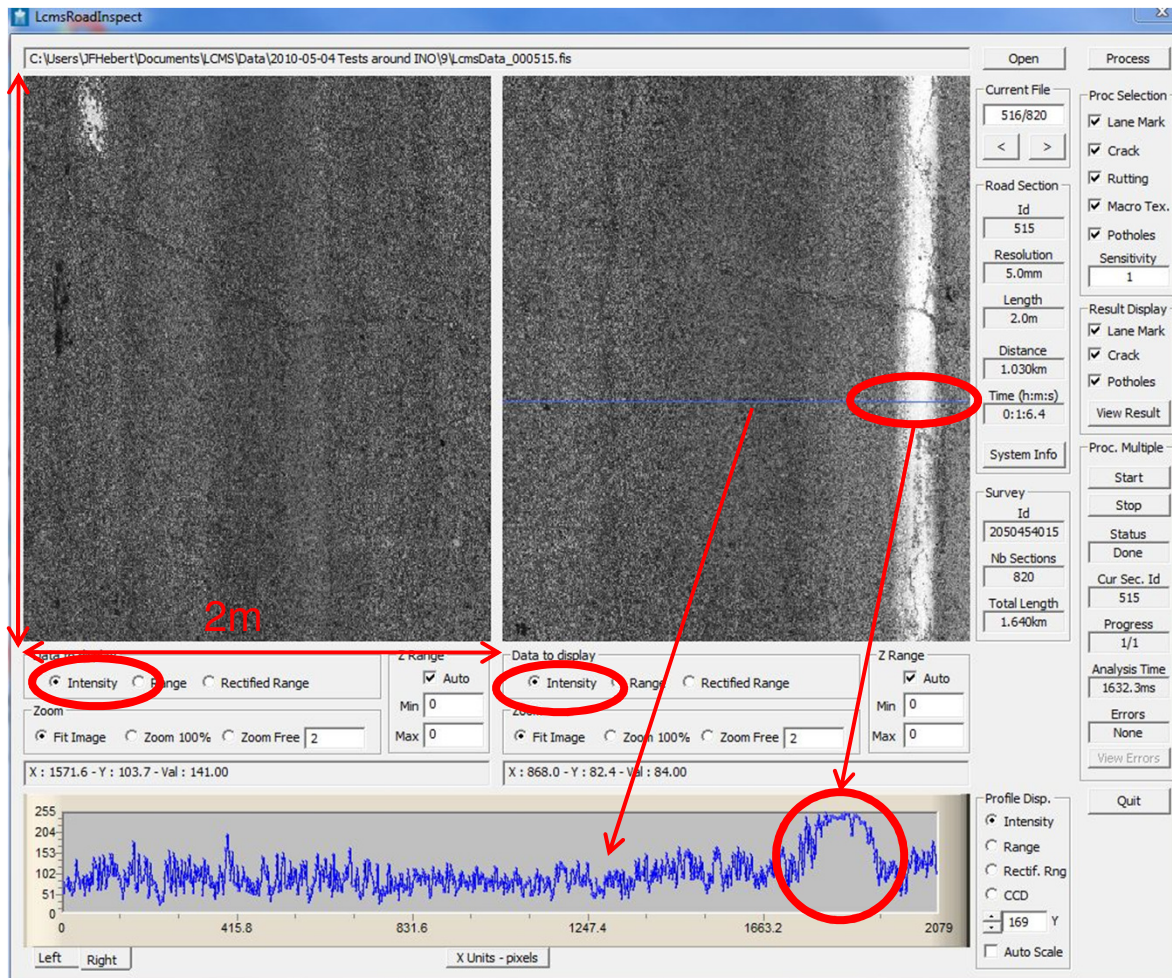 LcmsRoadInspect
C:\Users\JFHebert\Documents\LCMS\Data\2010-05-04 Tests around INO\9\LcmsData_000515.fis
Open
Process
Current File
516/820
< >
Proc Selection
Lane Mark
Crack
Rutting
Macro Tex.
Potholes
Sensitivity
1
Road Section
Id
515
Resolution
5.0mm
Length
2.0m
Distance
1.030km
Time (h:m:s)
0:1:6.4
System Info
Result Display
Lane Mark
Crack
Potholes
View Result
Survey
Id
2050454015
Nb Sections
820
Total Length
1.640km
Proc. Multiple
Start
Stop
Status
Done
Cur Sec. Id
515
Progress
1/1
Analysis Time
1632.3ms
Errors
None
View Errors
Quit
2m
Data to display
Intensity Range Rectified Range
Zoom
Fit Image Zoom 100% Zoom Free 2
Z Range
Auto
Min 0
Max 0
X : 1571.6 - Y : 103.7 - Val : 141.00
Data to display
Intensity Range Rectified Range
Zoom
Fit Image Zoom 100% Zoom Free 2
Z Range
Auto
Min 0
Max 0
X : 868.0 - Y : 82.4 - Val : 84.00
255
204
153
102
51
0
0 415.8 831.6 1247.4 1663.2 2079
Left Right
X Units - pixels
Profile Disp.
Intensity
Range
Rectif. Rng
CCD
169 Y
Auto Scale